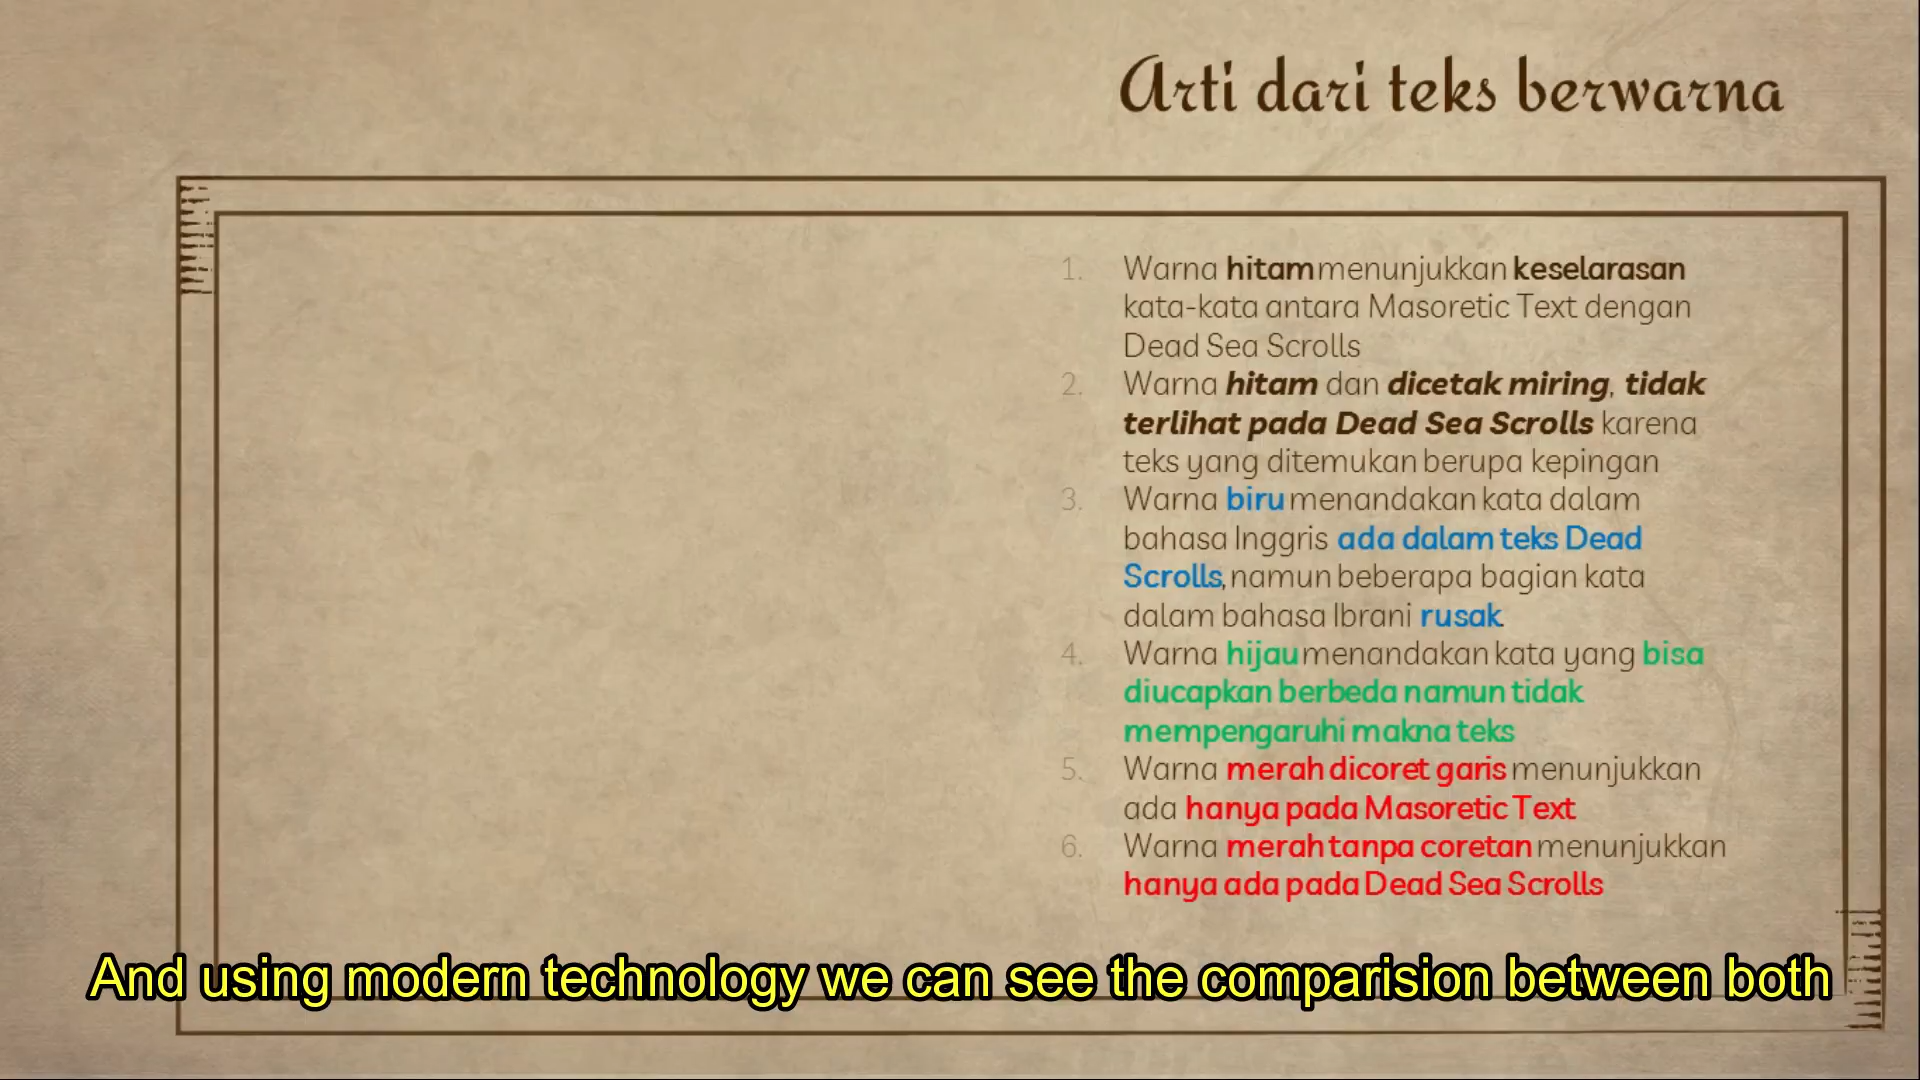 Arti dari teks berwarna
1. Warna hitam menunjukkan keselarasan
kata-kata antara Masoretic Text dengan
Dead Sea Scrolls
2. Warna hitam dan dicetak miring, tidak
terlihat pada Dead Sea Scrolls karena
teks yang ditemukan berupa kepingan
3. Warna biru menandakan kata dalam
bahasa Inggris ada dalam teks Dead
Scrolls, namun beberapa bagian kata
dalam bahasa Ibrani rusak.
4. Warna hijau menandakan kata yang bisa
diucapkan berbeda namun tidak
mempengaruhi makna teks
5. Warna merah dicoret garis menunjukkan
ada hanya pada Masoretic Text
6. Warna merah tanpa coretan menunjukkan
hanya ada pada Dead Sea Scrolls
And using modern technology we can see the comparision between both